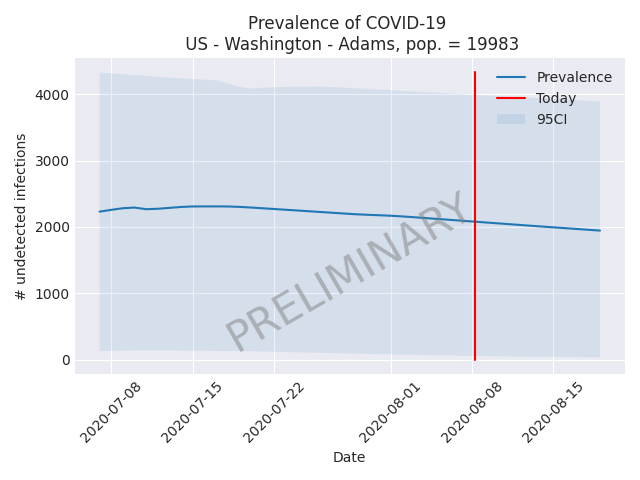 Prevalence of COVID-19
US - Washington - Adams, pop. = 19983
Prevalence
Today
95CI
4000
3000
2000
1000
0
# undetected infections
PRELIMINARY
2020-07-08
2020-07-15
2020-07-22
2020-08-01
2020-08-08
2020-08-15
Date